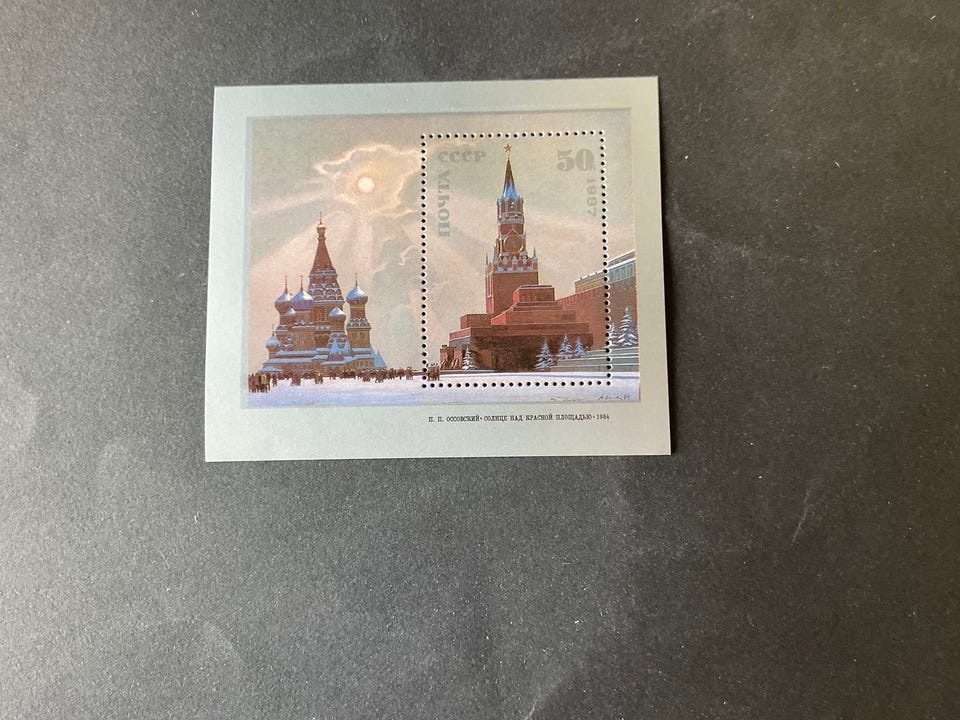 ПОЧТА СССР
50
1987
П. П. ОССОВСКИЙ·СОЛНЦЕ НАД КРАСНОЙ ПЛОЩАДЬЮ·1984